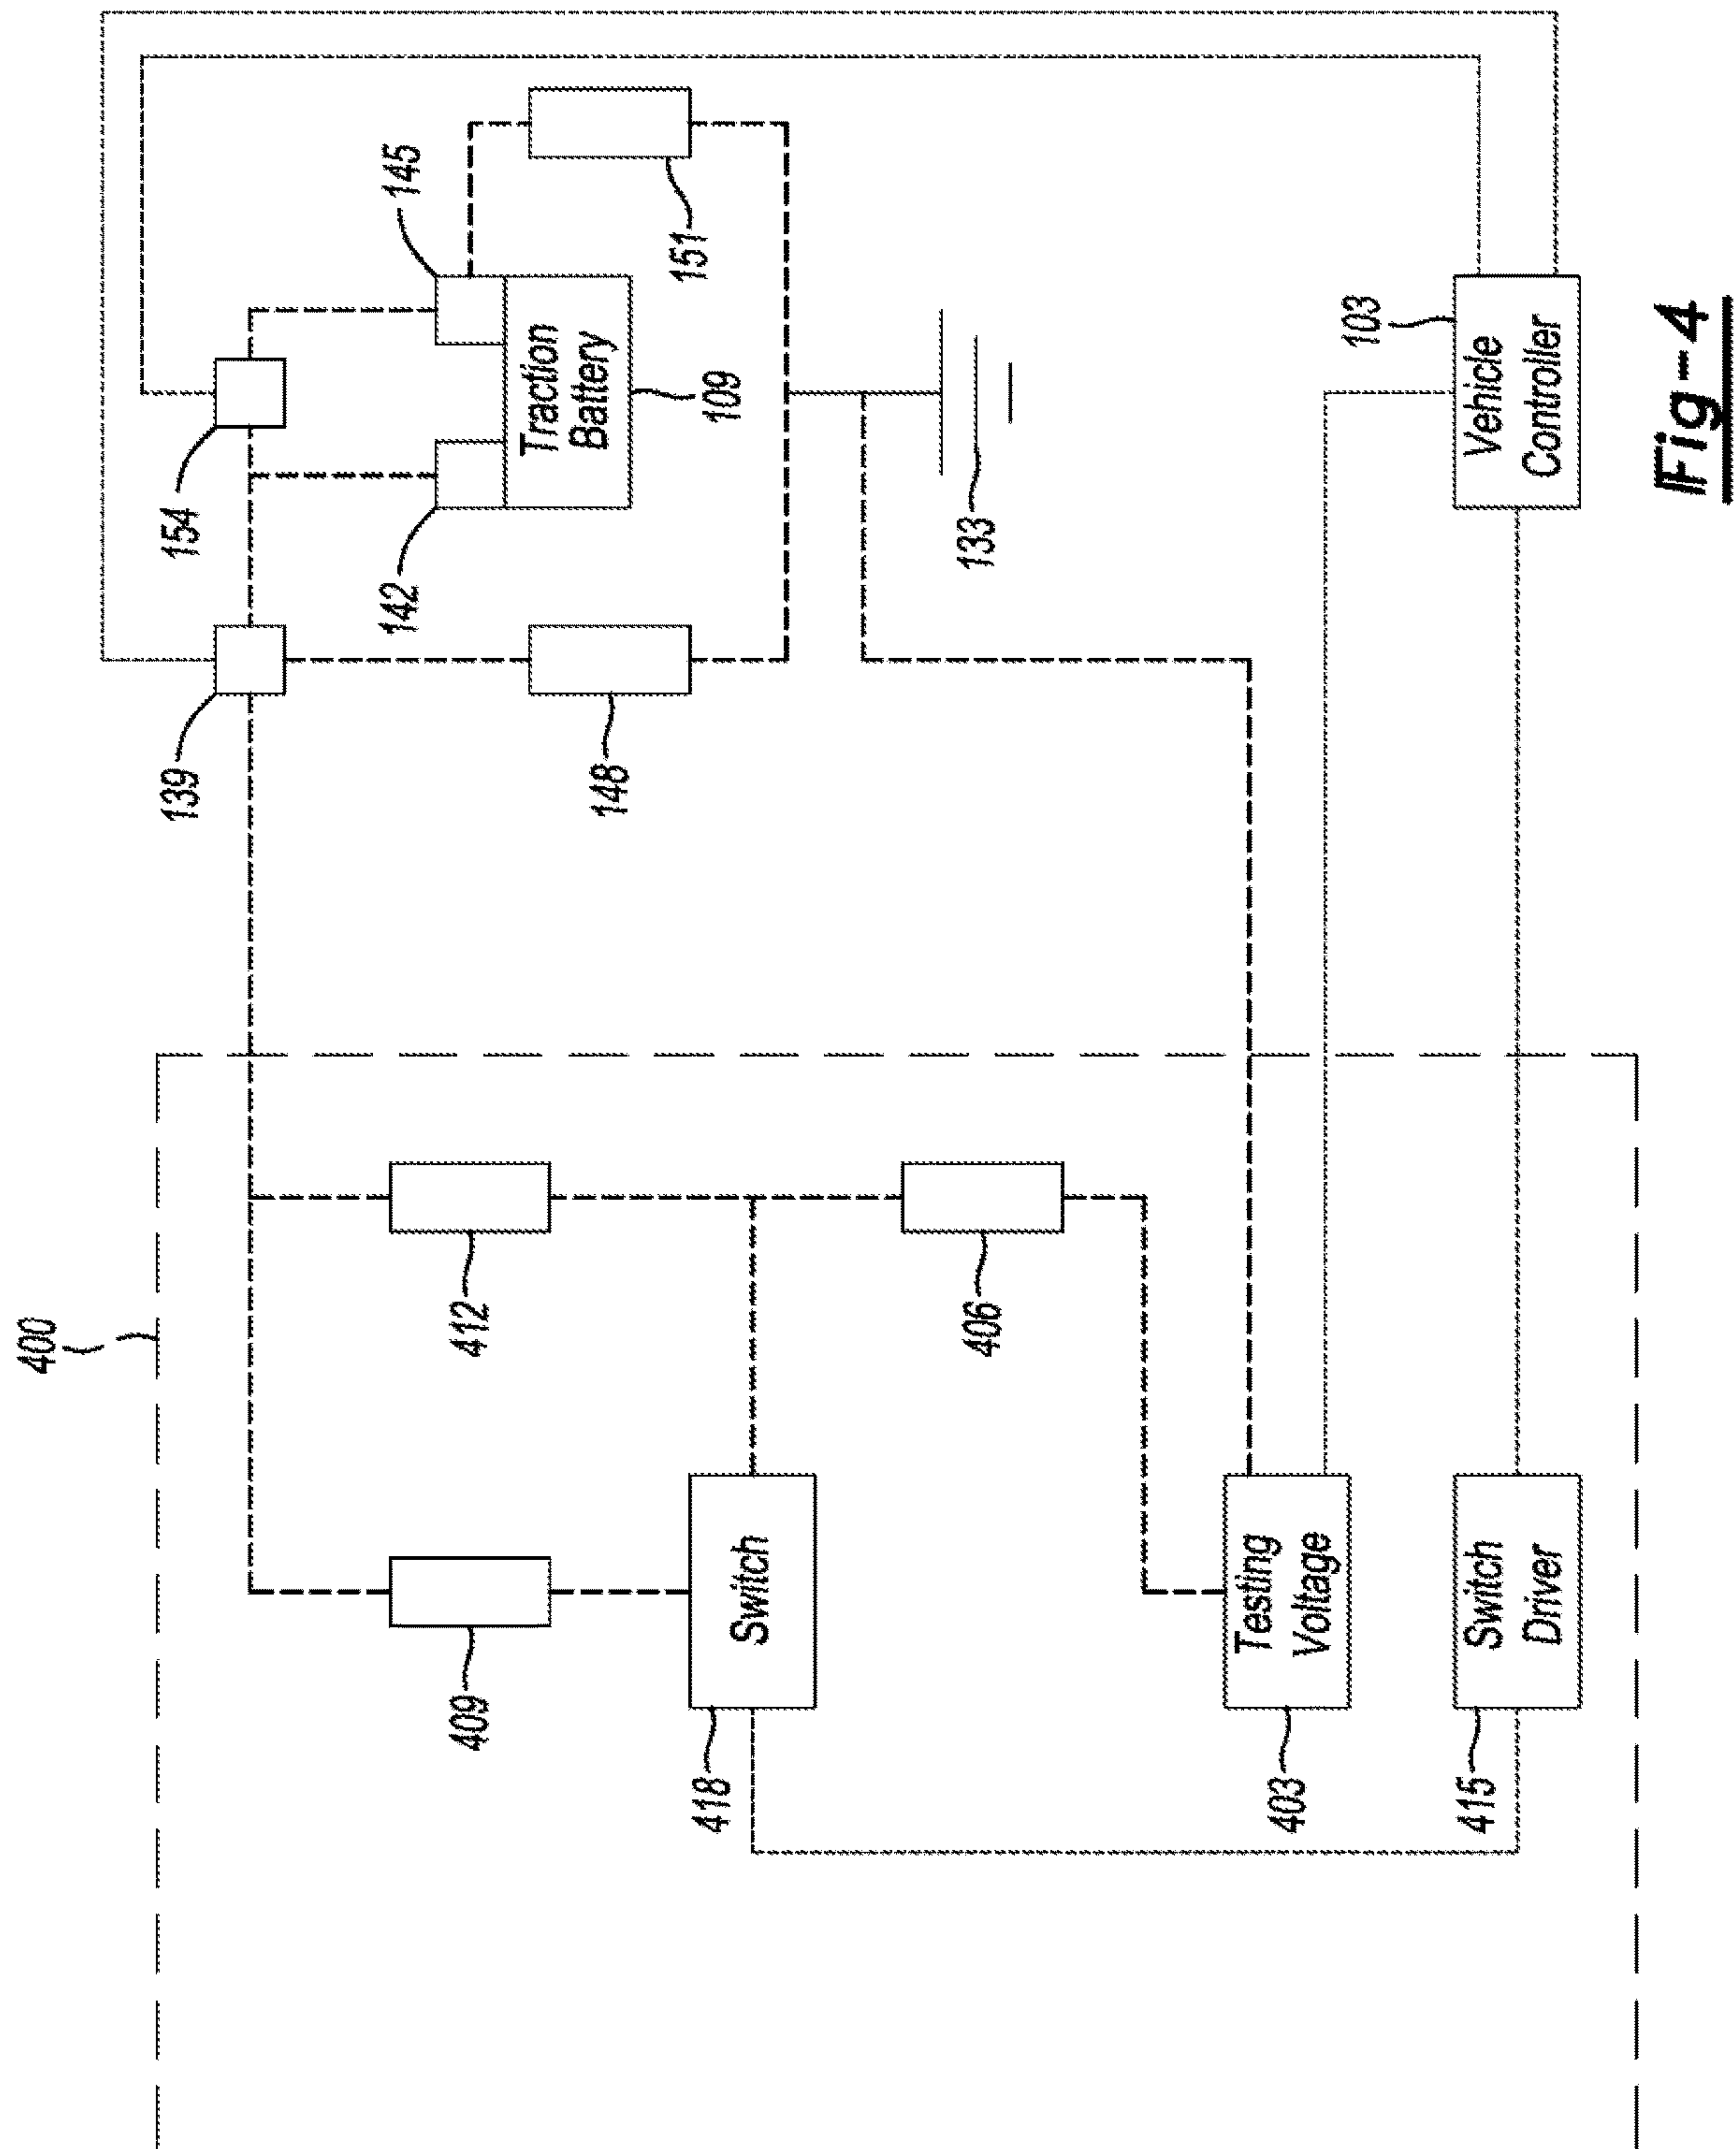 400
412
409
Switch
418
406
Testing
Voltage
403
Switch
Driver
415
139
154
142
145
Traction
Battery
109
148
151
133
103
Vehicle
Controller
Fig-4